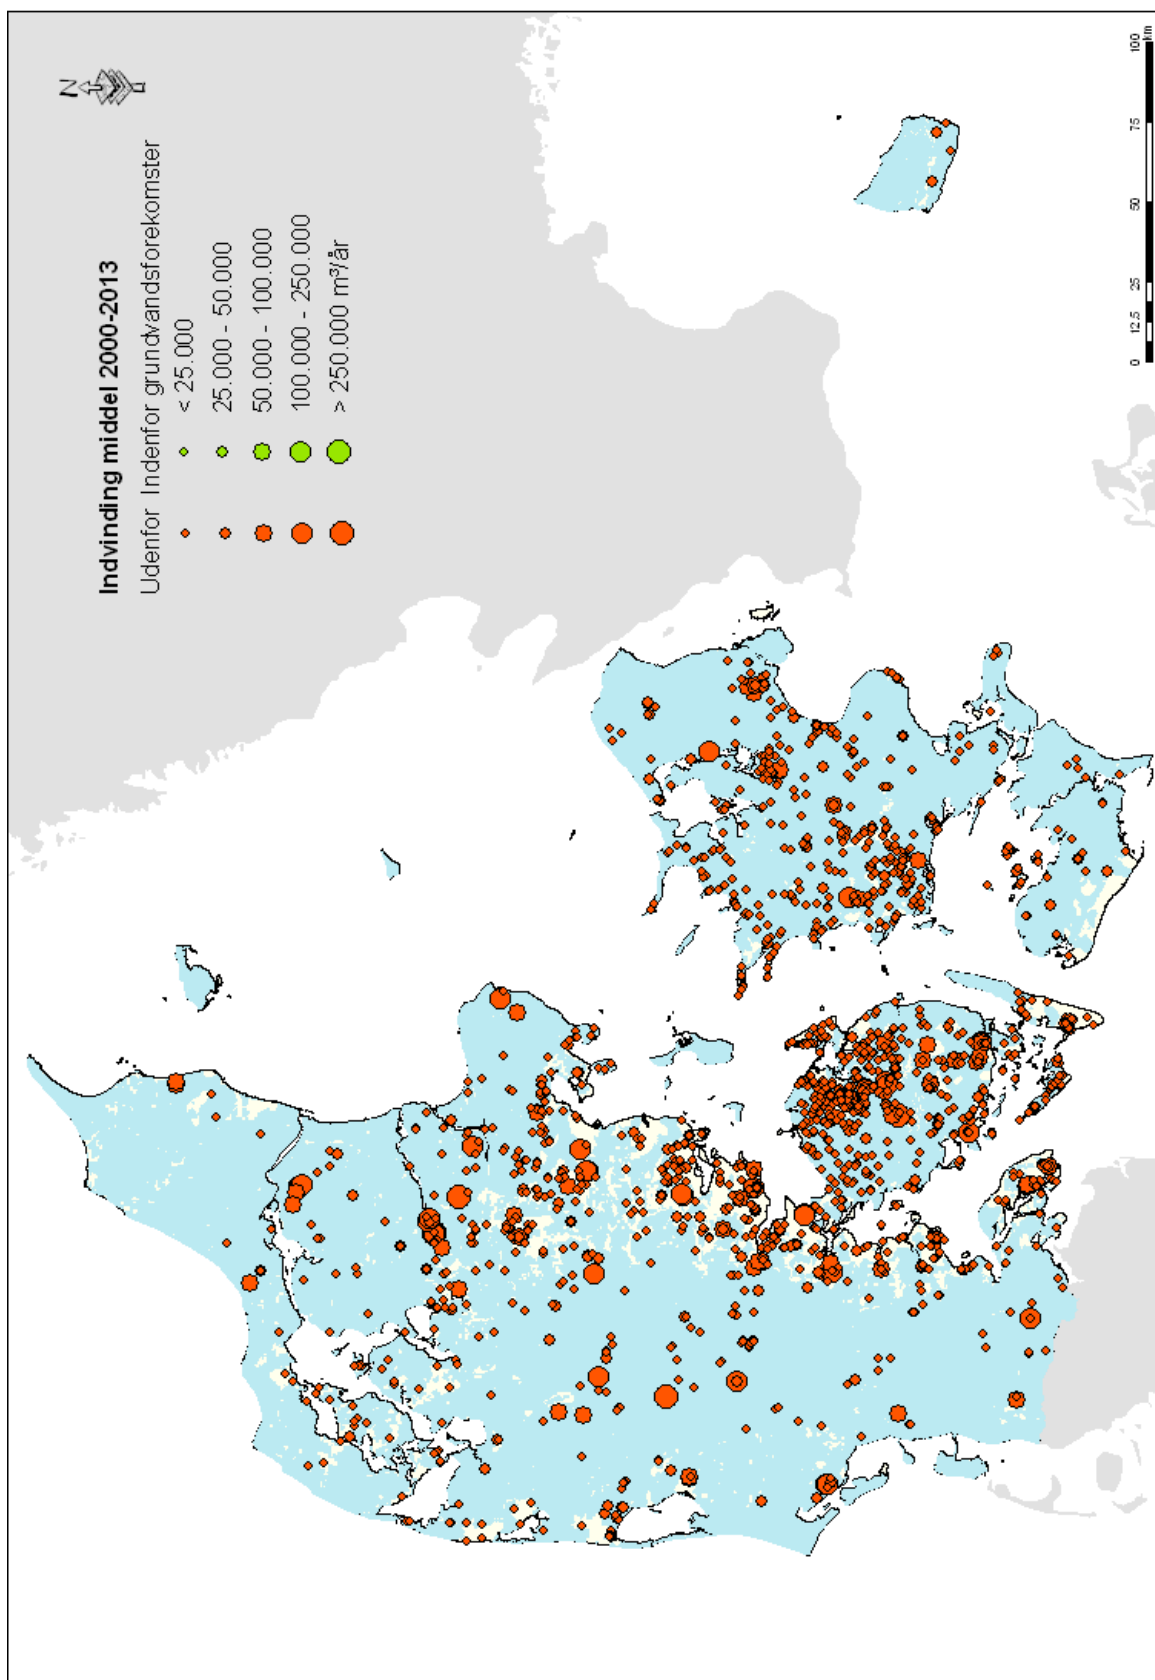 N
Indvinding middel 2000-2013
Udenfor Indenfor grundvandsforekomster
< 25.000
25.000 - 50.000
50.000 - 100.000
100.000 - 250.000
> 250.000 m³/år
0 12.5 25 50 75 100
km